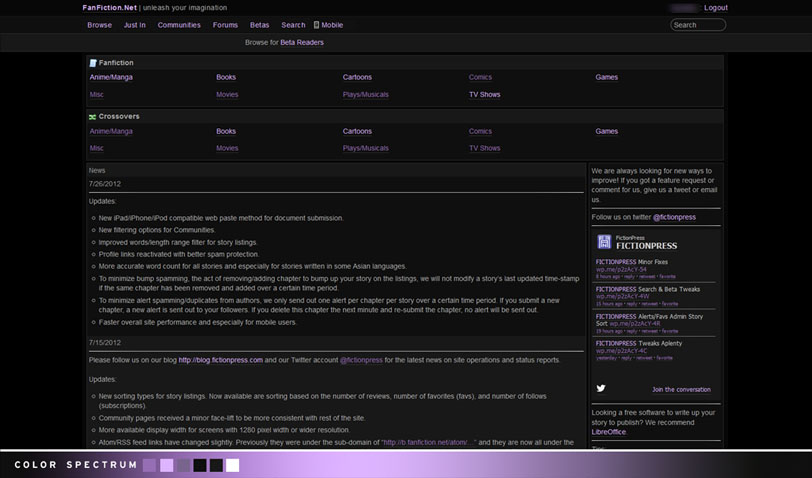 FanFiction.Net | unleash your imagination
Logout
Browse Just In Communities Forums Betas Search Mobile
Search
Browse for Beta Readers
Fanfiction
Anime/Manga Books Cartoons Comics Games
Misc Movies Plays/Musicals TV Shows
Crossovers
Anime/Manga Books Cartoons Comics Games
Misc Movies Plays/Musicals TV Shows
News
7/26/2012
Updates:
New iPad/iPhone/iPod compatible web paste method for document submission.
New filtering options for Communities.
Improved words/length range filter for story listings.
Profile links reactivated with better spam protection.
More accurate word count for all stories and especially for stories written in some Asian languages.
To minimize bump spamming, the act of removing/adding chapter to bump up your story on the listings, we will not modify a story's last updated time-stamp
if the same chapter has been removed and added over a certain time period.
To minimize alert spamming/duplicates from authors, we only send out one alert per chapter per story over a certain time period. If you submit a new
chapter, a new alert is sent out to your followers. If you delete this chapter the next minute and re-submit the chapter, no alert will be sent out.
Faster overall site performance and especially for mobile users.
7/15/2012
Please follow us on our blog http://blog.fictionpress.com and our Twitter account @fictionpress for the latest news on site operations and status reports.
Updates:
New sorting types for story listings. Now available are sorting based on the number of reviews, number of favorites (favs), and number of follows
(subscriptions).
Community pages received a minor face-lift to be more consistent with rest of the site.
More available display width for screens with 1280 pixel width or wider resolution.
Atom/RSS feed links have changed slightly. Previously they were under the sub-domain of "http://b.fanfiction.net/atom/..." and they are now all under the
We are always looking for new ways to
improve! If you got a feature request or
comment for us, give us a tweet or email
us.
Follow us on twitter @fictionpress
FictionPress
FICTIONPRESS
FICTIONPRESS Minor Fixes
wp.me/p2zAcY-54
6 hours ago · reply · retweet · favorite
FICTIONPRESS Search & Beta Tweaks
wp.me/p2zAcY-4W
15 hours ago · reply · retweet · favorite
FICTIONPRESS Alerts/Favs Admin Story
Sort wp.me/p2zAcY-4R
19 hours ago · reply · retweet · favorite
FICTIONPRESS Tweaks Aplenty
wp.me/p2zAcY-4C
yesterday · reply · retweet · favorite
Join the conversation
Looking for a free software to write up your
story to publish? We recommend
LibreOffice.
COLOR SPECTRUM